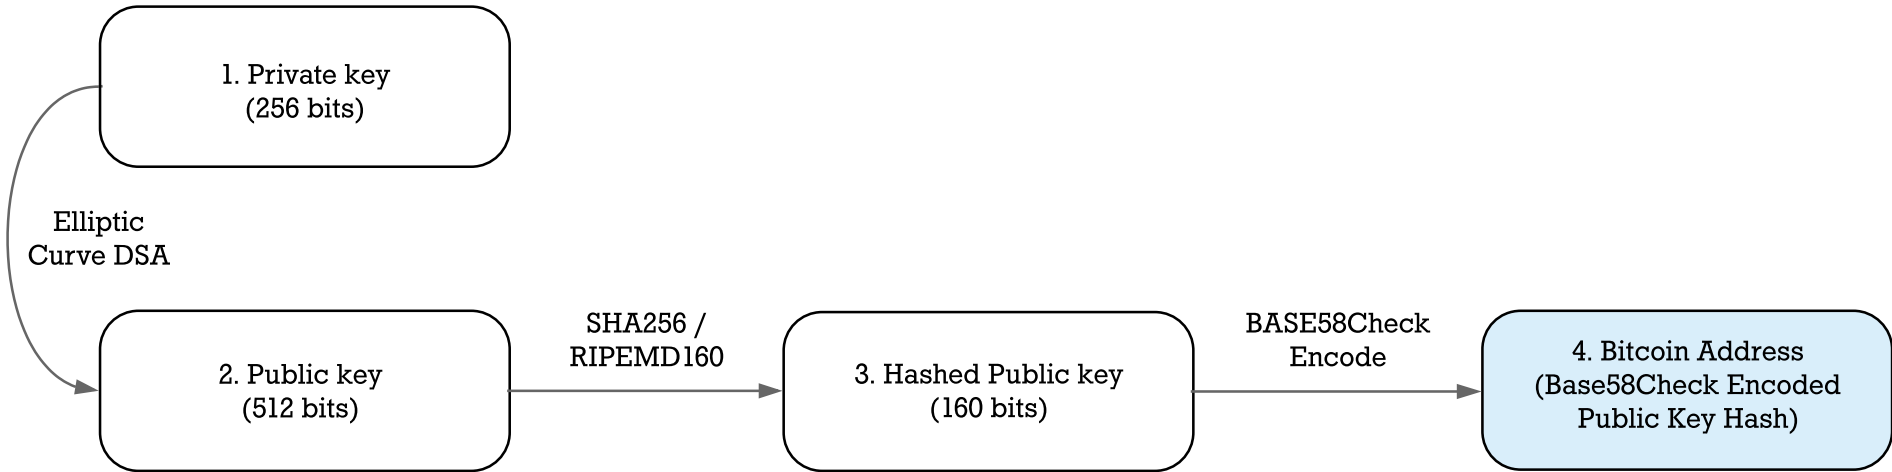 1. Private key
(256 bits)
Elliptic
Curve DSA
2. Public key
(512 bits)
SHA256 /
RIPEMD160
3. Hashed Public key
(160 bits)
BASE58Check
Encode
4. Bitcoin Address
(Base58Check Encoded
Public Key Hash)